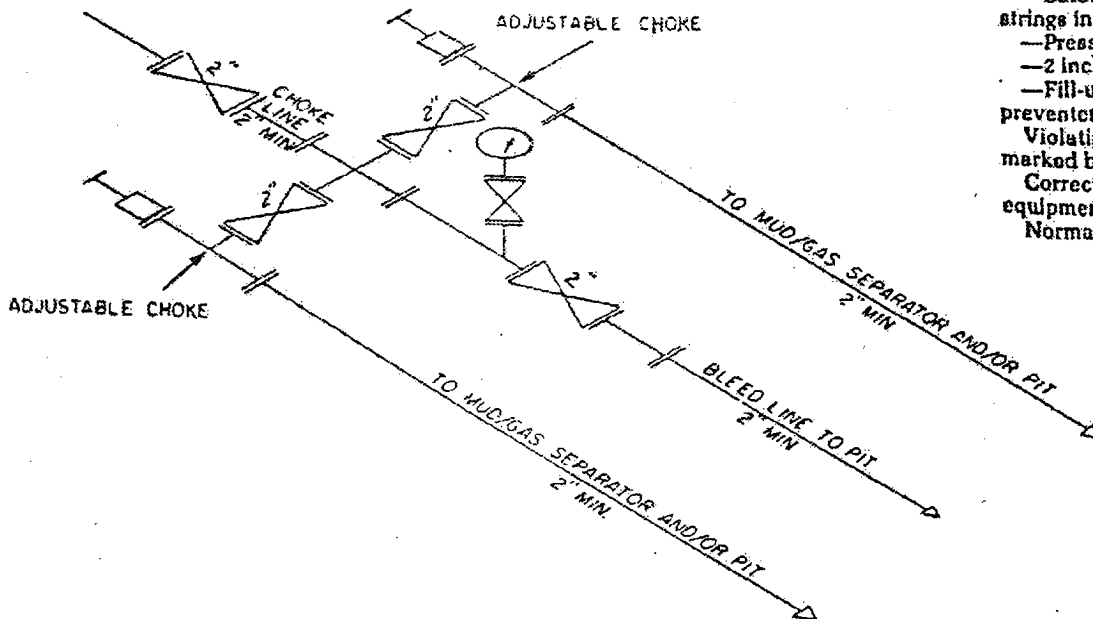 ADJUSTABLE CHOKE
strings in
—Press
—2 inc
—Fill-u
preventer
Violati
marked b
Correc
equipmen
Norma
2"
CHOKE
LINE
2" MIN
2"
2"
ADJUSTABLE CHOKE
2"
TO MUD/GAS SEPARATOR AND/OR PIT
2" MIN
BLEED LINE TO PIT
2" MIN
TO MUD/GAS SEPARATOR AND/OR PIT
2" MIN.